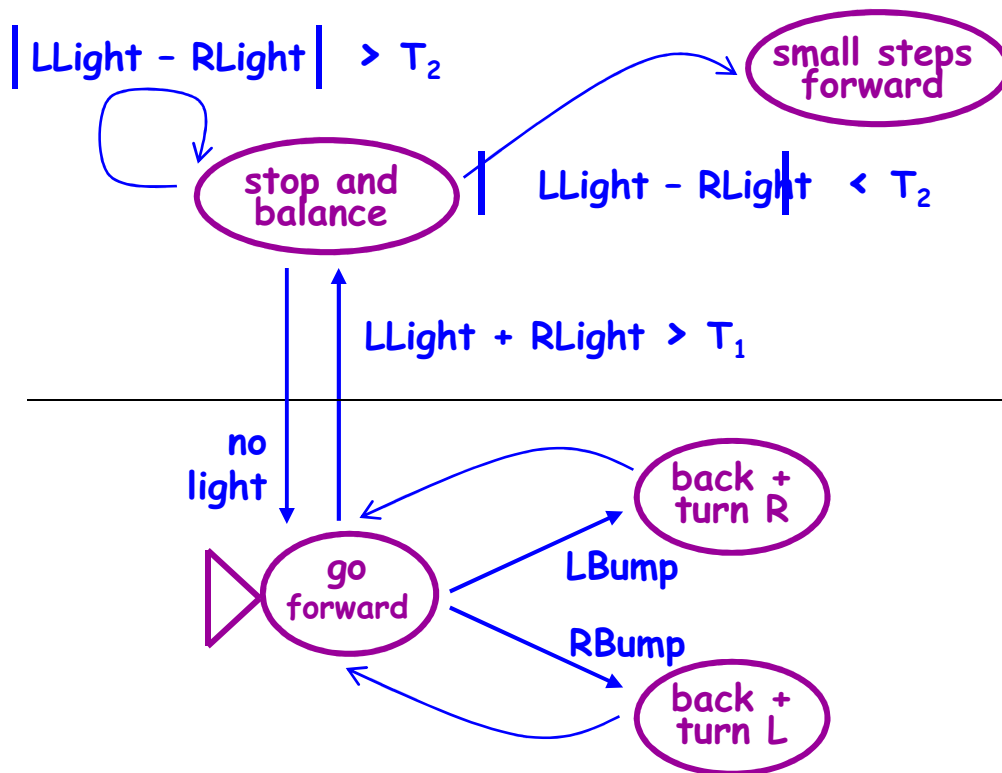 |LLight – RLight| > T₂
small steps
forward
stop and
balance
| LLight – RLight| < T₂
LLight + RLight > T₁
no
light
back +
turn R
go
forward
LBump
RBump
back +
turn L